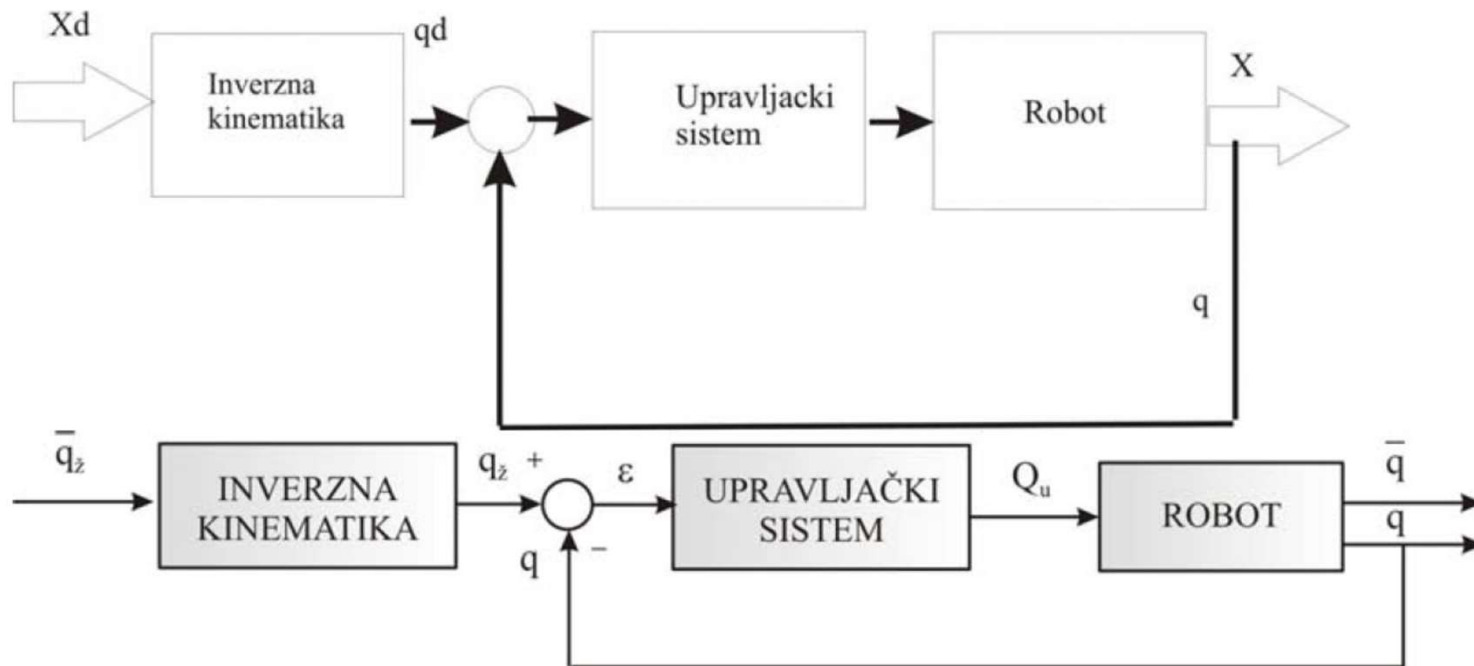 Xd
qd
X
Inverzna
kinematika
Upravljacki
sistem
Robot
q
q̅ž
INVERZNA
KINEMATIKA
qž +
ε
q −
UPRAVLJAČKI
SISTEM
Qu
ROBOT
q̅
q